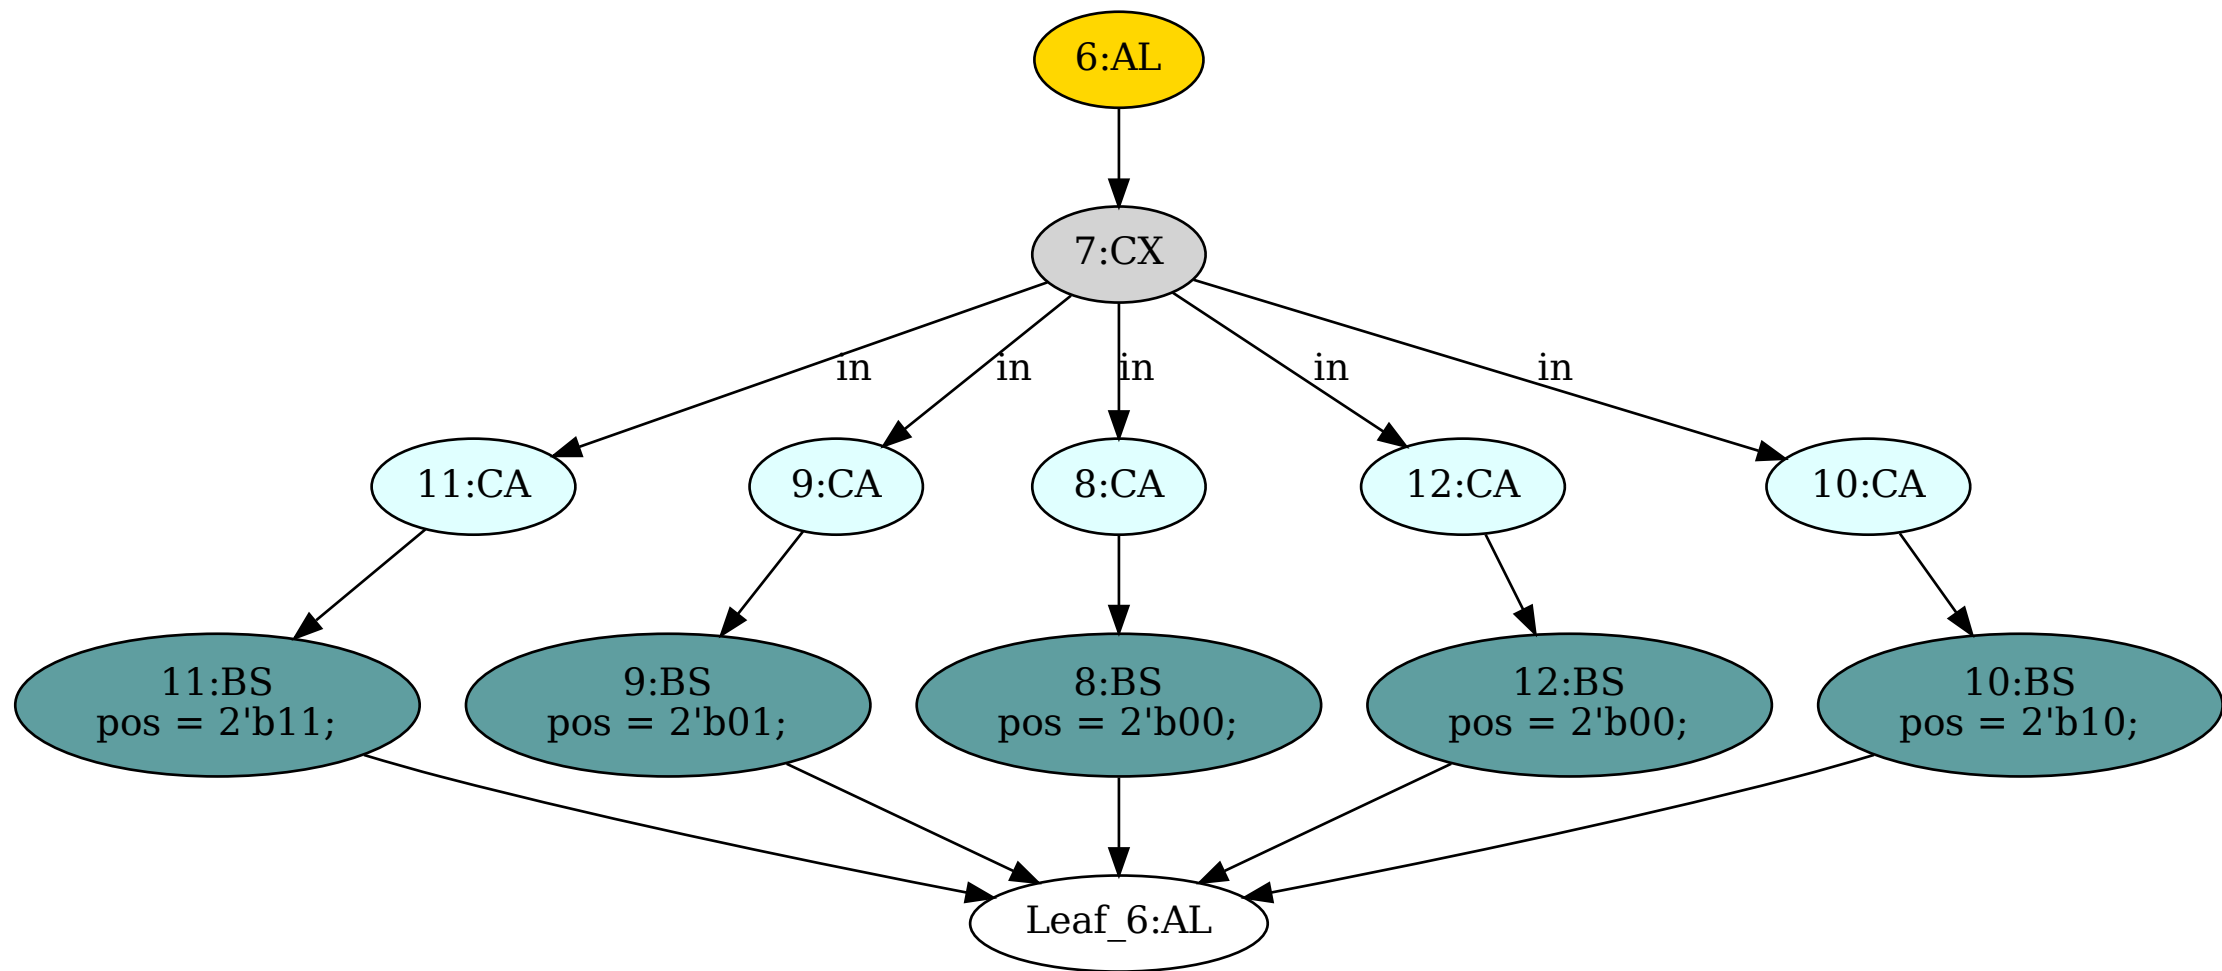 6:AL
7:CX
in
in
in
in
in
11:CA
9:CA
8:CA
12:CA
10:CA
11:BS
pos = 2'b11;
9:BS
pos = 2'b01;
8:BS
pos = 2'b00;
12:BS
pos = 2'b00;
10:BS
pos = 2'b10;
Leaf_6:AL